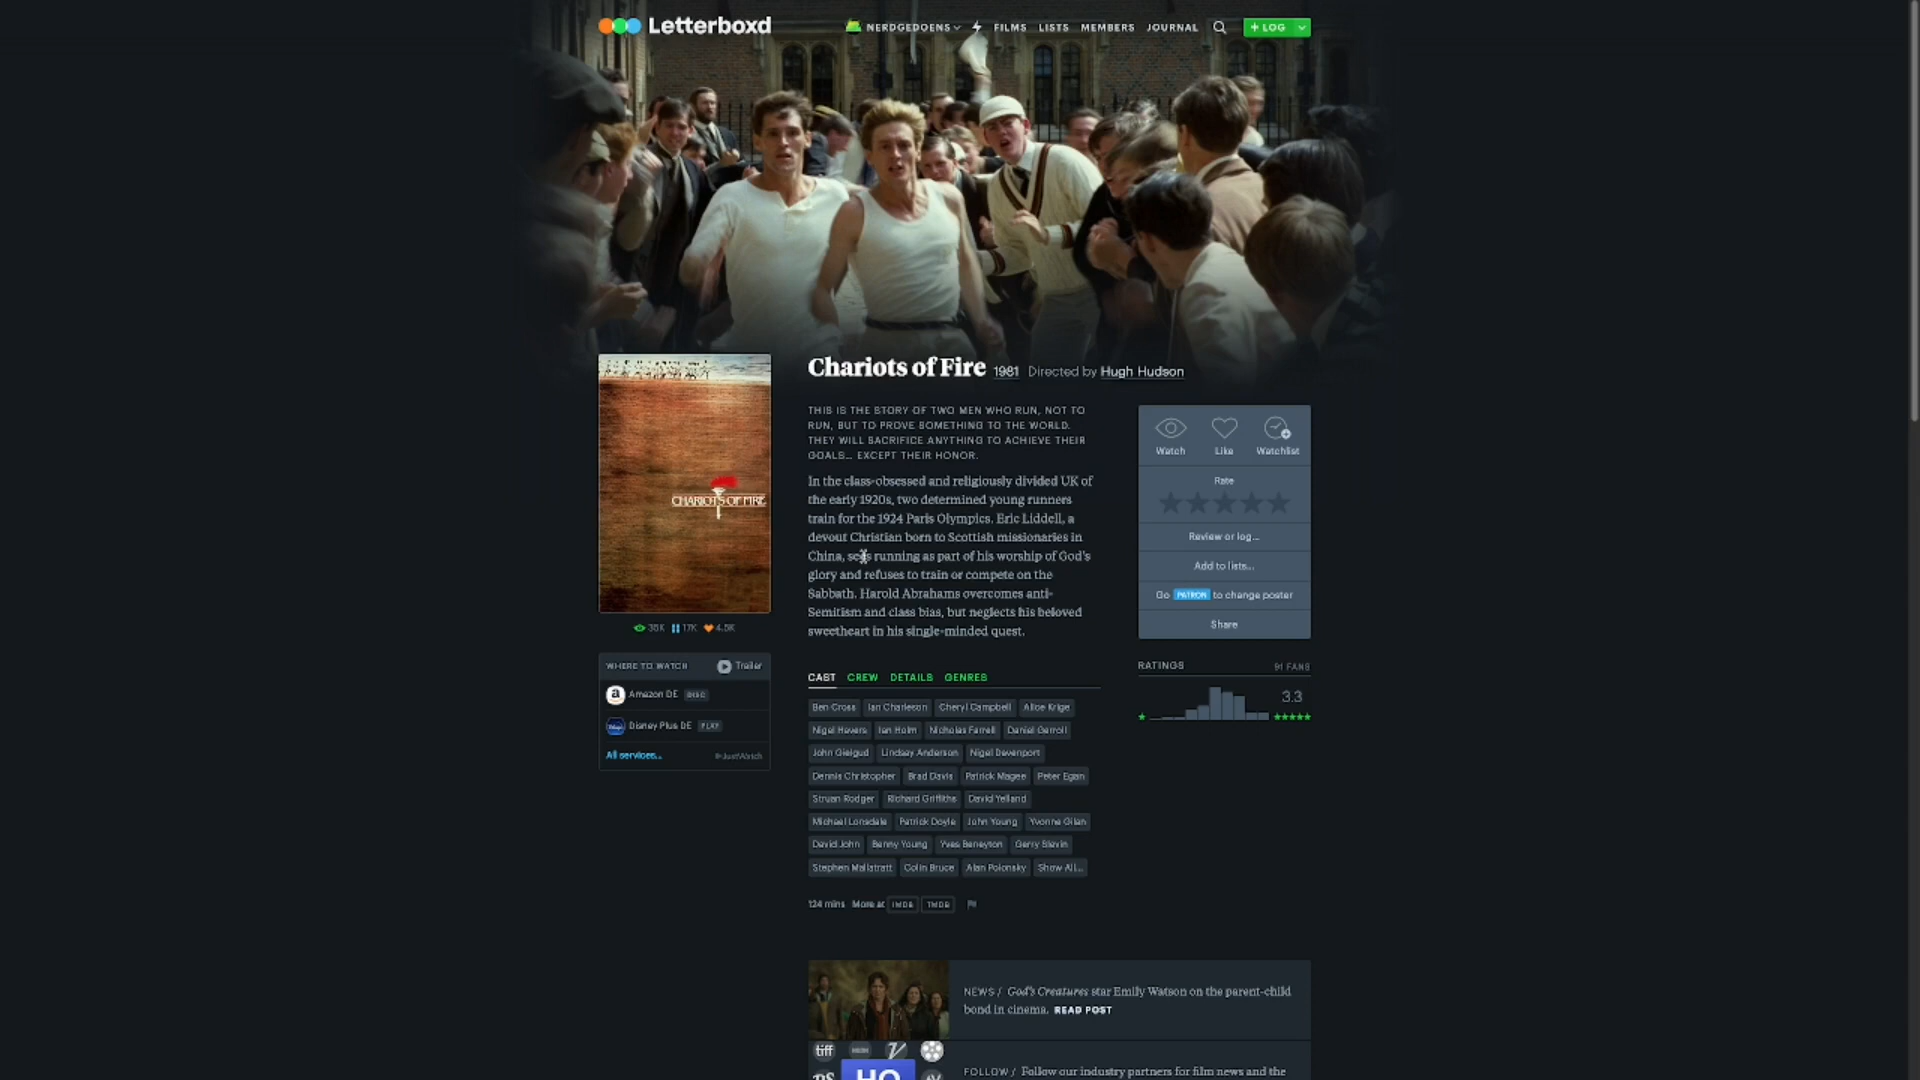 Letterboxd
NERDGEDOENS FILMS LISTS MEMBERS JOURNAL + LOG
Chariots of Fire 1981 Directed by Hugh Hudson
THIS IS THE STORY OF TWO MEN WHO RUN, NOT TO
RUN, BUT TO PROVE SOMETHING TO THE WORLD.
THEY WILL SACRIFICE ANYTHING TO ACHIEVE THEIR
GOALS... EXCEPT THEIR HONOR.
In the class-obsessed and religiously divided UK of
the early 1920s, two determined young runners
train for the 1924 Paris Olympics. Eric Liddell, a
devout Christian born to Scottish missionaries in
China, sees running as part of his worship of God's
glory and refuses to train or compete on the
Sabbath. Harold Abrahams overcomes anti-
Semitism and class bias, but neglects his beloved
sweetheart in his single-minded quest.
CHARIOTS OF FIRE
35K 17K 4.5K
WHERE TO WATCH Trailer
Amazon DE DISC
Disney Plus DE PLAY
All services... JustWatch
CAST CREW DETAILS GENRES
Ben Cross Ian Charleson Cheryl Campbell Alice Krige
Nigel Havers Ian Holm Nicholas Farrell Daniel Gerroll
John Gielgud Lindsay Anderson Nigel Davenport
Dennis Christopher Brad Davis Patrick Magee Peter Egan
Struan Rodger Richard Griffiths David Yelland
Michael Lonsdale Patrick Doyle John Young Yvonne Gilan
David John Benny Young Yves Beneyton Gerry Slevin
Stephen Mallatratt Colin Bruce Alan Polonsky Show All...
124 mins More at IMDB TMDB
Watch Like Watchlist
Rate
Review or log...
Add to lists...
Go PATRON to change poster
Share
RATINGS 91 FANS
3.3
NEWS / God's Creatures star Emily Watson on the parent-child
bond in cinema. READ POST
tiff
HQ
FOLLOW / Follow our industry partners for film news and the